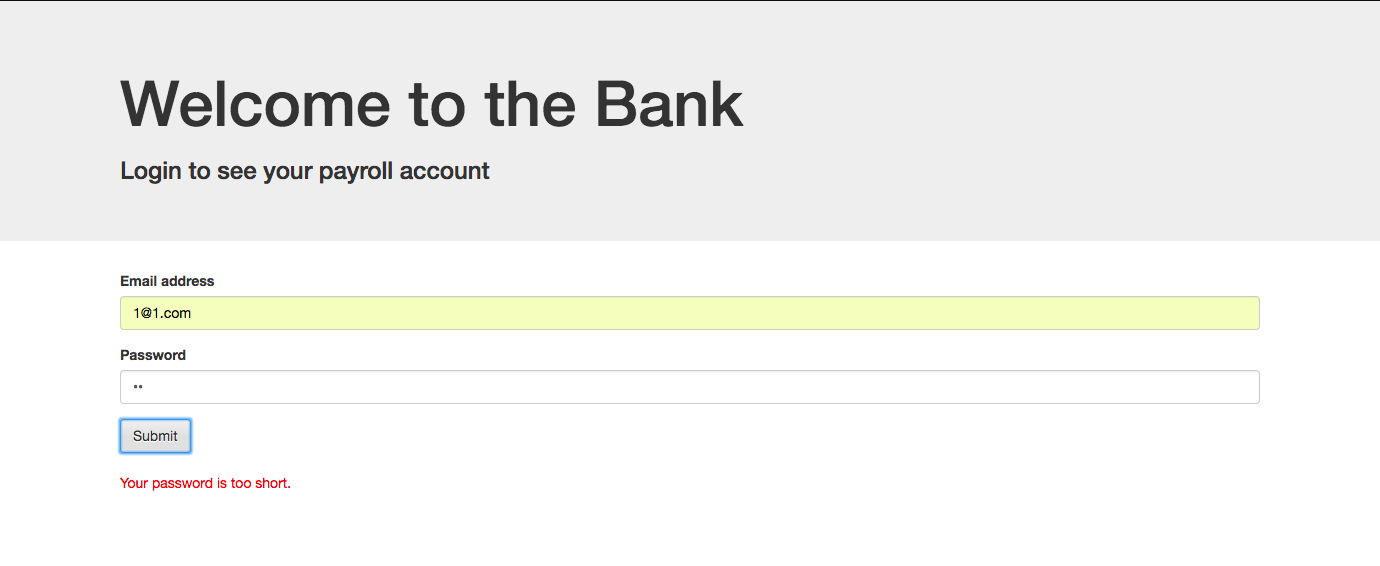 Welcome to the Bank
Login to see your payroll account
Email address
1@1.com
Password
••
Submit
Your password is too short.